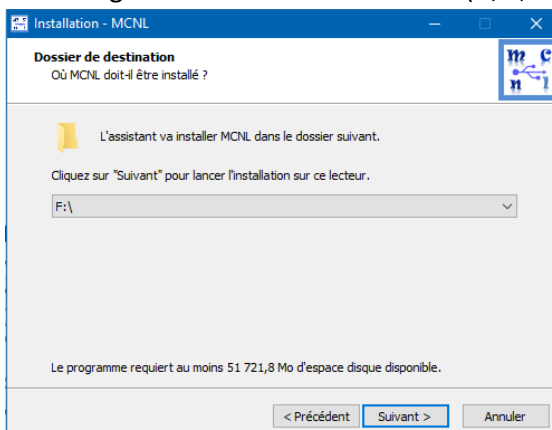 Installation - MCNL
Dossier de destination
Où MCNL doit-il être installé ?
m c
n l
L'assistant va installer MCNL dans le dossier suivant.
Cliquez sur "Suivant" pour lancer l'installation sur ce lecteur.
F:\
Le programme requiert au moins 51 721,8 Mo d'espace disque disponible.
< Précédent Suivant > Annuler